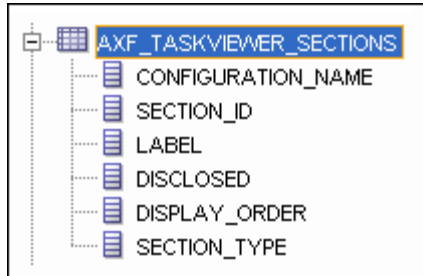 AXF_TASKVIEWER_SECTIONS
CONFIGURATION_NAME
SECTION_ID
LABEL
DISCLOSED
DISPLAY_ORDER
SECTION_TYPE